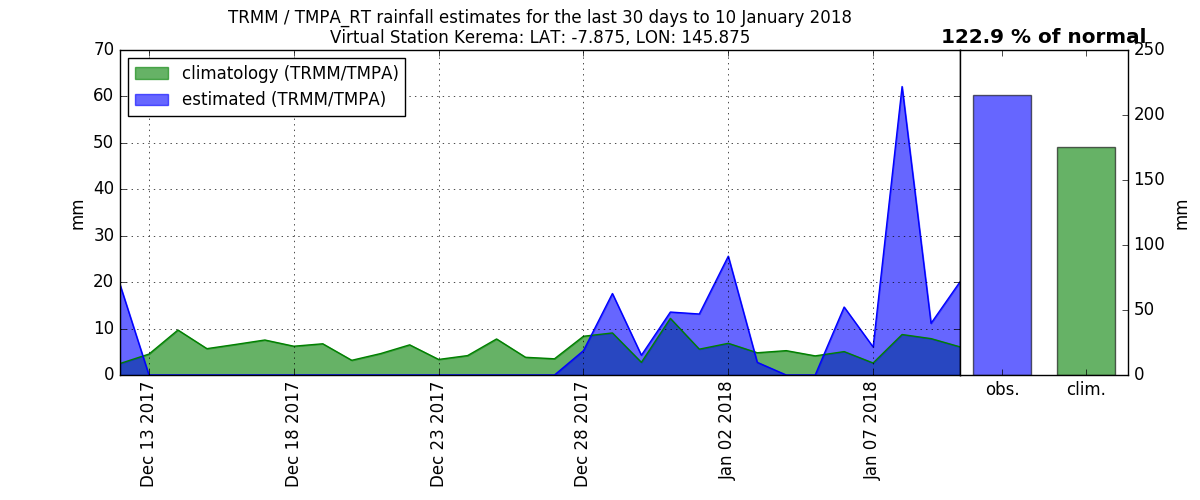 TRMM / TMPA_RT rainfall estimates for the last 30 days to 10 January 2018
Virtual Station Kerema: LAT: -7.875, LON: 145.875
122.9 % of normal
climatology (TRMM/TMPA)
estimated (TRMM/TMPA)
70
60
50
40
30
20
10
0
mm
Dec 13 2017
Dec 18 2017
Dec 23 2017
Dec 28 2017
Jan 02 2018
Jan 07 2018
obs.
clim.
250
200
150
100
50
0
mm